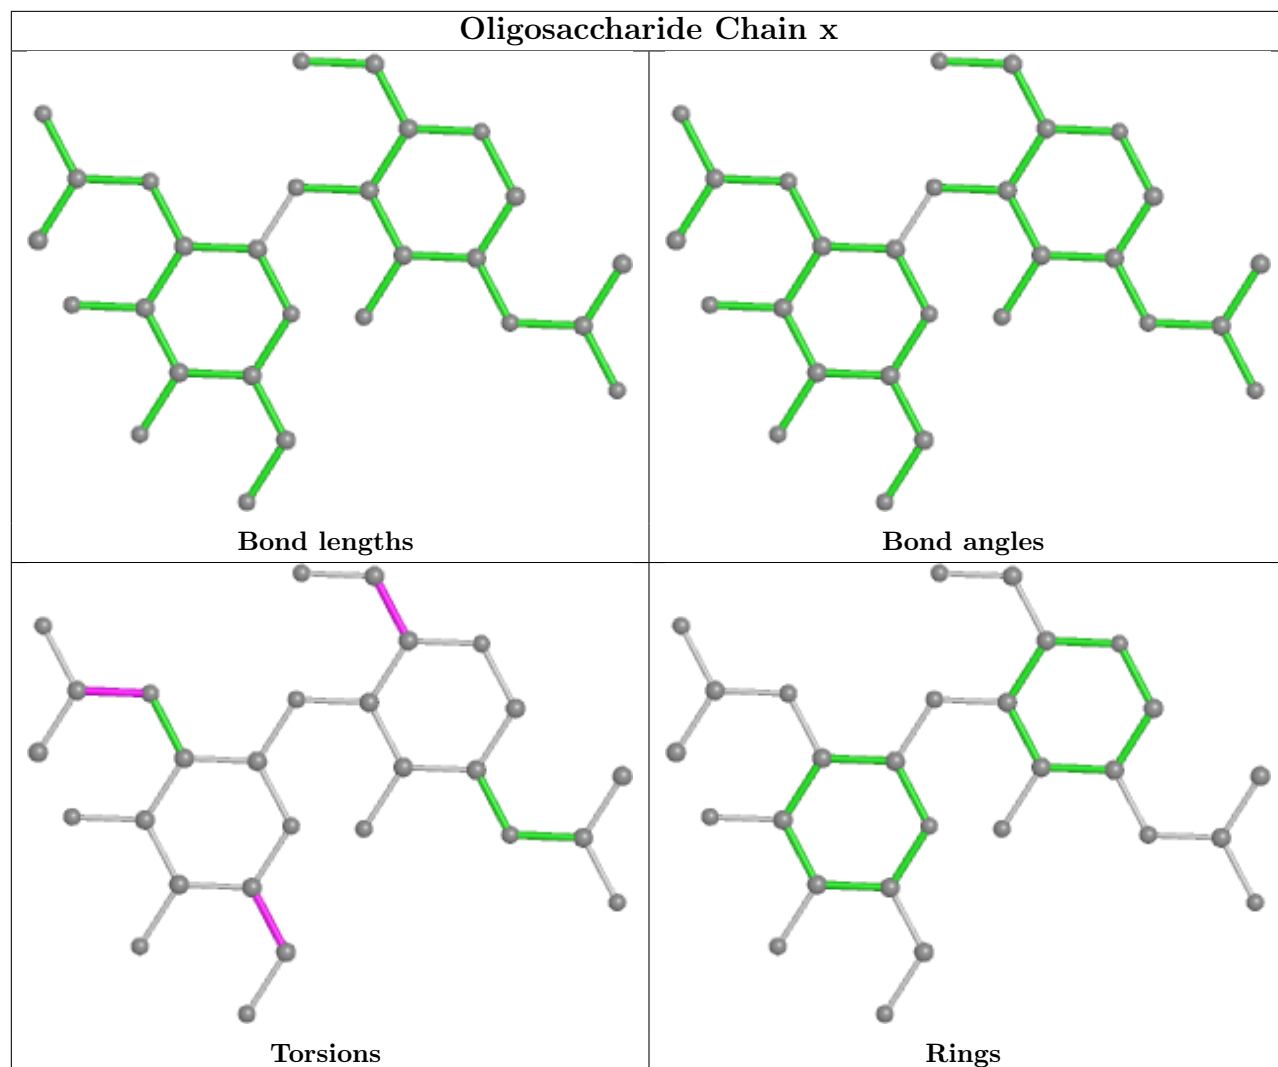 Oligosaccharide Chain x
Bond lengths
Bond angles
Torsions
Rings